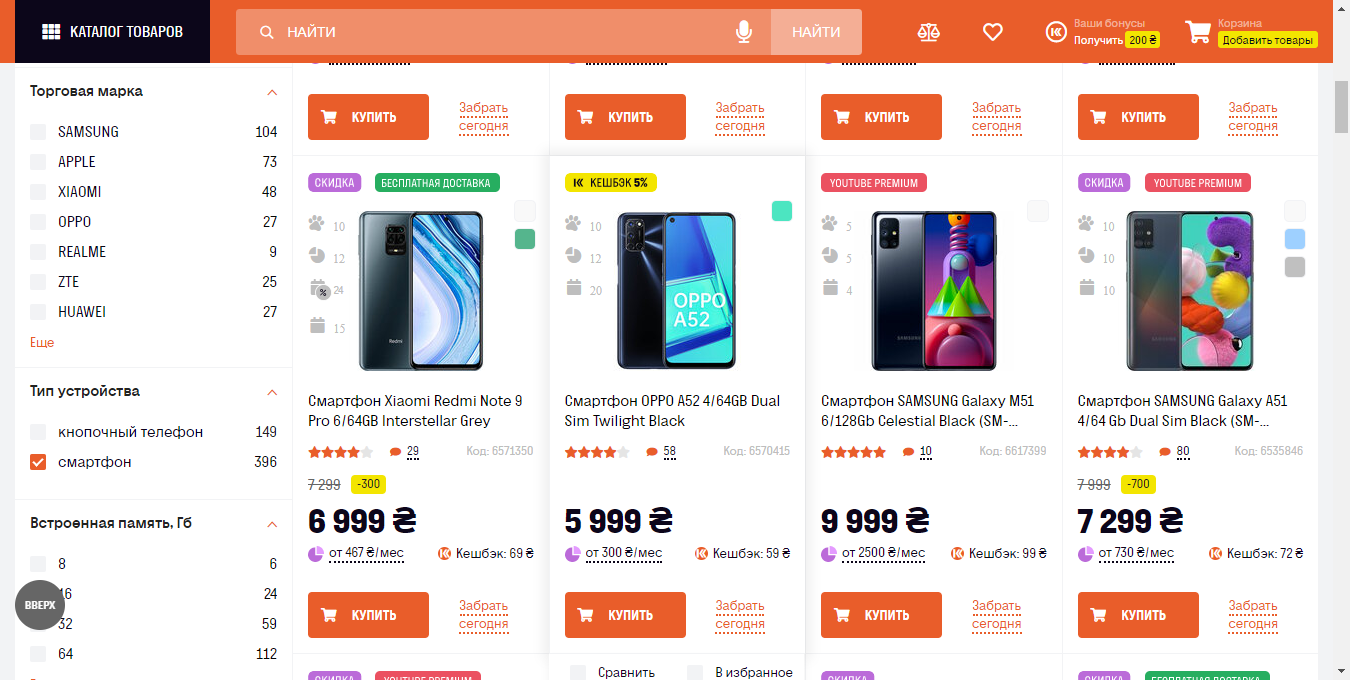 КАТАЛОГ ТОВАРОВ
НАЙТИ
НАЙТИ
Ваши бонусы
Получить 200 ₴
Корзина
Добавить товары
Торговая марка
SAMSUNG 104
APPLE 73
XIAOMI 48
OPPO 27
REALME 9
ZTE 25
HUAWEI 27
Еще
Тип устройства
кнопочный телефон 149
смартфон 396
Встроенная память, Гб
8 6
16 24
32 59
64 112
ВВЕРХ
КУПИТЬ
Забрать
сегодня
КУПИТЬ
Забрать
сегодня
КУПИТЬ
Забрать
сегодня
КУПИТЬ
Забрать
сегодня
СКИДКА БЕСПЛАТНАЯ ДОСТАВКА
10
12
% 24
15
Redmi
Смартфон Xiaomi Redmi Note 9
Pro 6/64GB Interstellar Grey
29 Код: 6571350
7 299 -300
6 999 ₴
от 467 ₴/мес Кешбэк: 69 ₴
КУПИТЬ
Забрать
сегодня
КЕШБЭК 5%
10
12
20
OPPO
A52
Смартфон OPPO A52 4/64GB Dual
Sim Twilight Black
58 Код: 6570415
5 999 ₴
от 300 ₴/мес Кешбэк: 59 ₴
КУПИТЬ
Забрать
сегодня
Сравнить В избранное
YOUTUBE PREMIUM
5
5
4
SAMSUNG
Смартфон SAMSUNG Galaxy M51
6/128Gb Celestial Black (SM-...
10 Код: 6617399
9 999 ₴
от 2500 ₴/мес Кешбэк: 99 ₴
КУПИТЬ
Забрать
сегодня
СКИДКА YOUTUBE PREMIUM
10
10
10
SAMSUNG
Смартфон SAMSUNG Galaxy A51
4/64 Gb Dual Sim Black (SM-...
80 Код: 6535846
7 999 -700
7 299 ₴
от 730 ₴/мес Кешбэк: 72 ₴
КУПИТЬ
Забрать
сегодня
СКИДКА YOUTUBE PREMIUM
СКИДКА
СКИДКА БЕСПЛАТНАЯ ДОСТАВКА